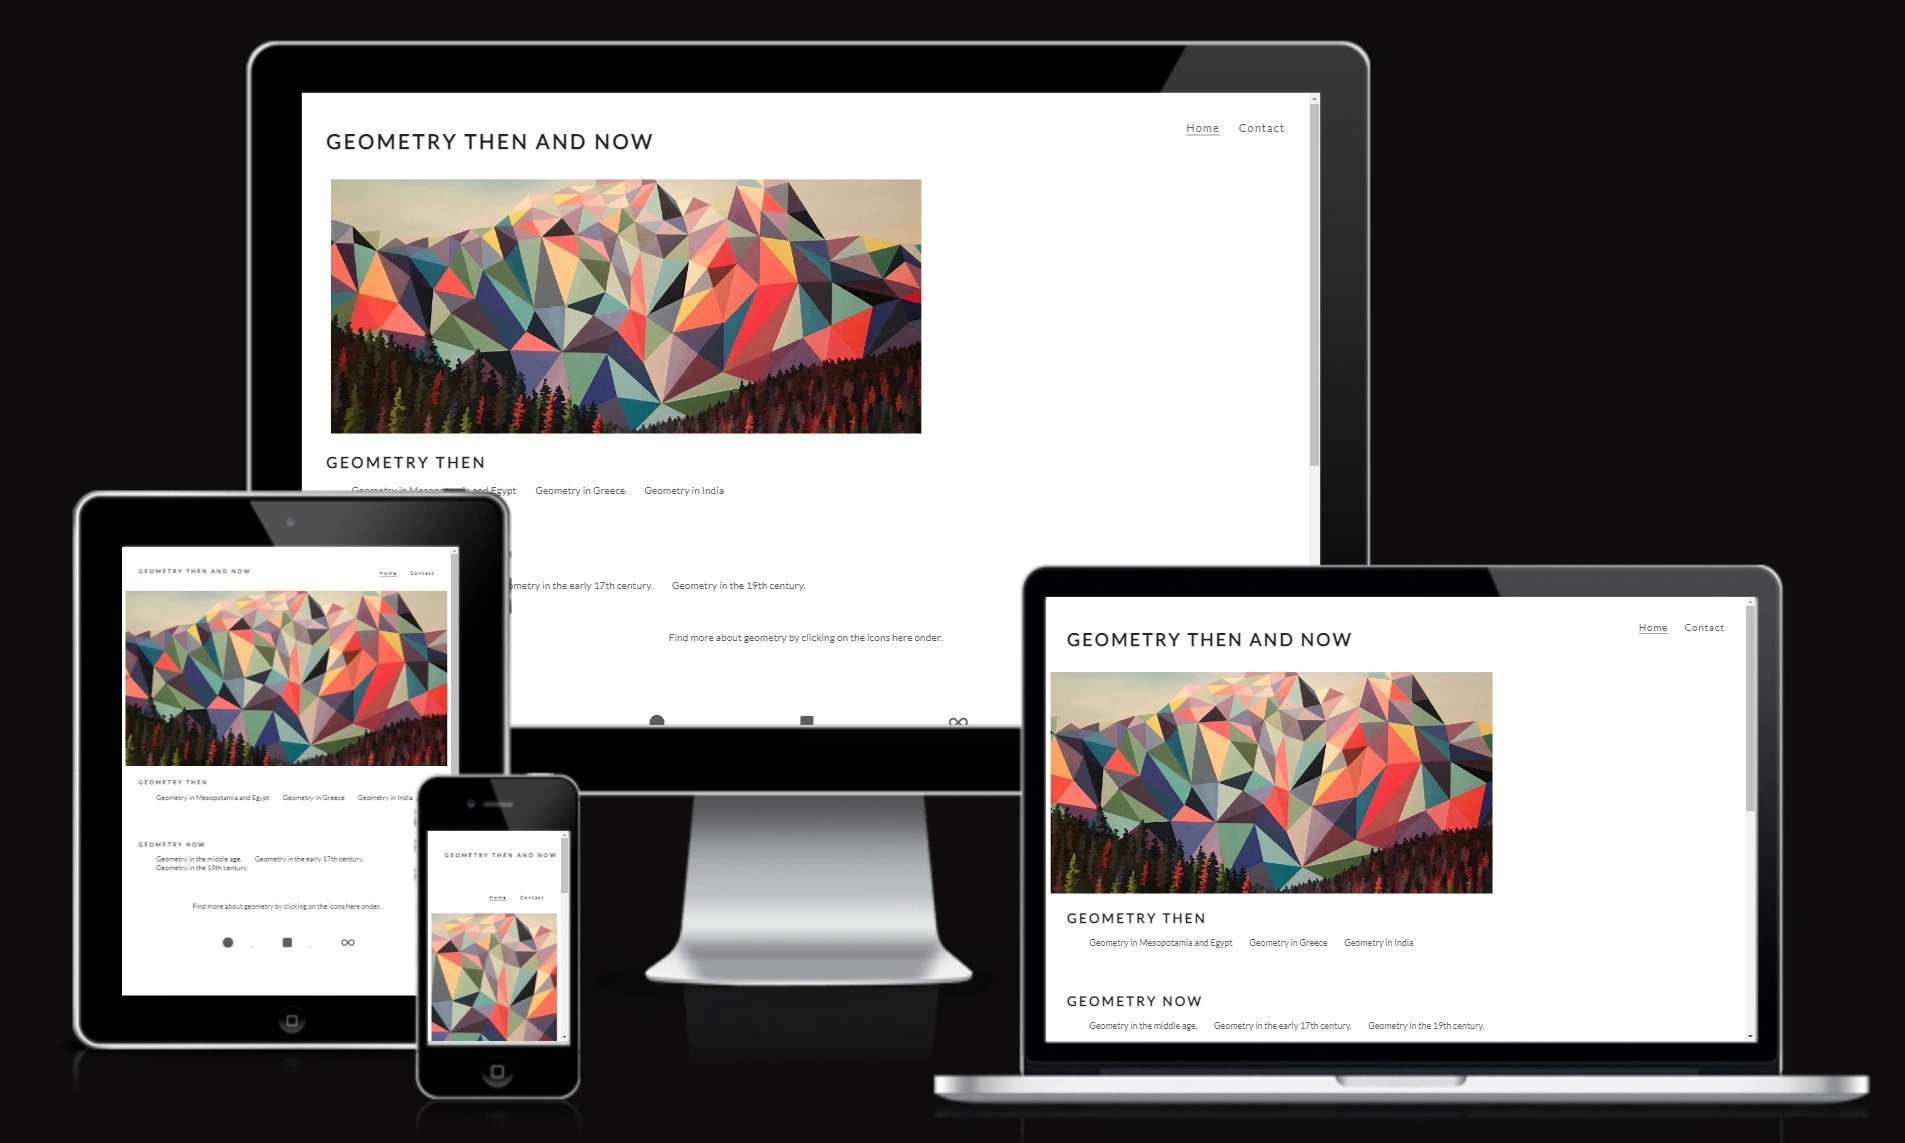 GEOMETRY THEN AND NOW
Home Contact
GEOMETRY THEN
Geometry in Mesopotamia and Egypt Geometry in Greece Geometry in India
ometry in the early 17th century. Geometry in the 19th century.
Find more about geometry by clicking on the icons here onder.
GEOMETRY THEN AND NOW
Home Contact
GEOMETRY THEN
Geometry in Mesopotamia and Egypt Geometry in Greece Geometry in India
GEOMETRY NOW
Geometry in the middle age. Geometry in the early 17th century.
Geometry in the 19th century.
Find more about geometry by clicking on the icons here onder.
GEOMETRY THEN AND NOW
Home Contact
GEOMETRY THEN AND NOW
Home Contact
GEOMETRY THEN
Geometry in Mesopotamia and Egypt Geometry in Greece Geometry in India
GEOMETRY NOW
Geometry in the middle age. Geometry in the early 17th century. Geometry in the 19th century.